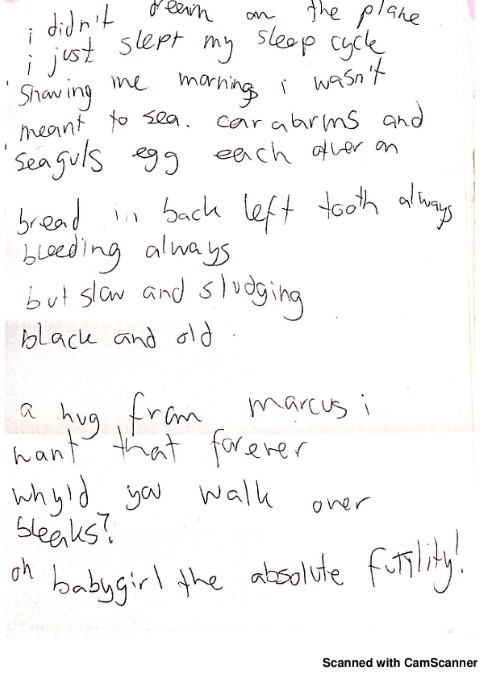 i didn't dream on the plane
i just slept my sleep cycle
showing me mornings i wasn't
meant to sea. car alarms and
seaguls egg each other on
bread in back left tooth always
bleeding always
but slow and sludging
black and old
a hug from marcus i
want that forever
why'd you walk over
bleaks?
oh babygirl the absolute futility!
Scanned with CamScanner